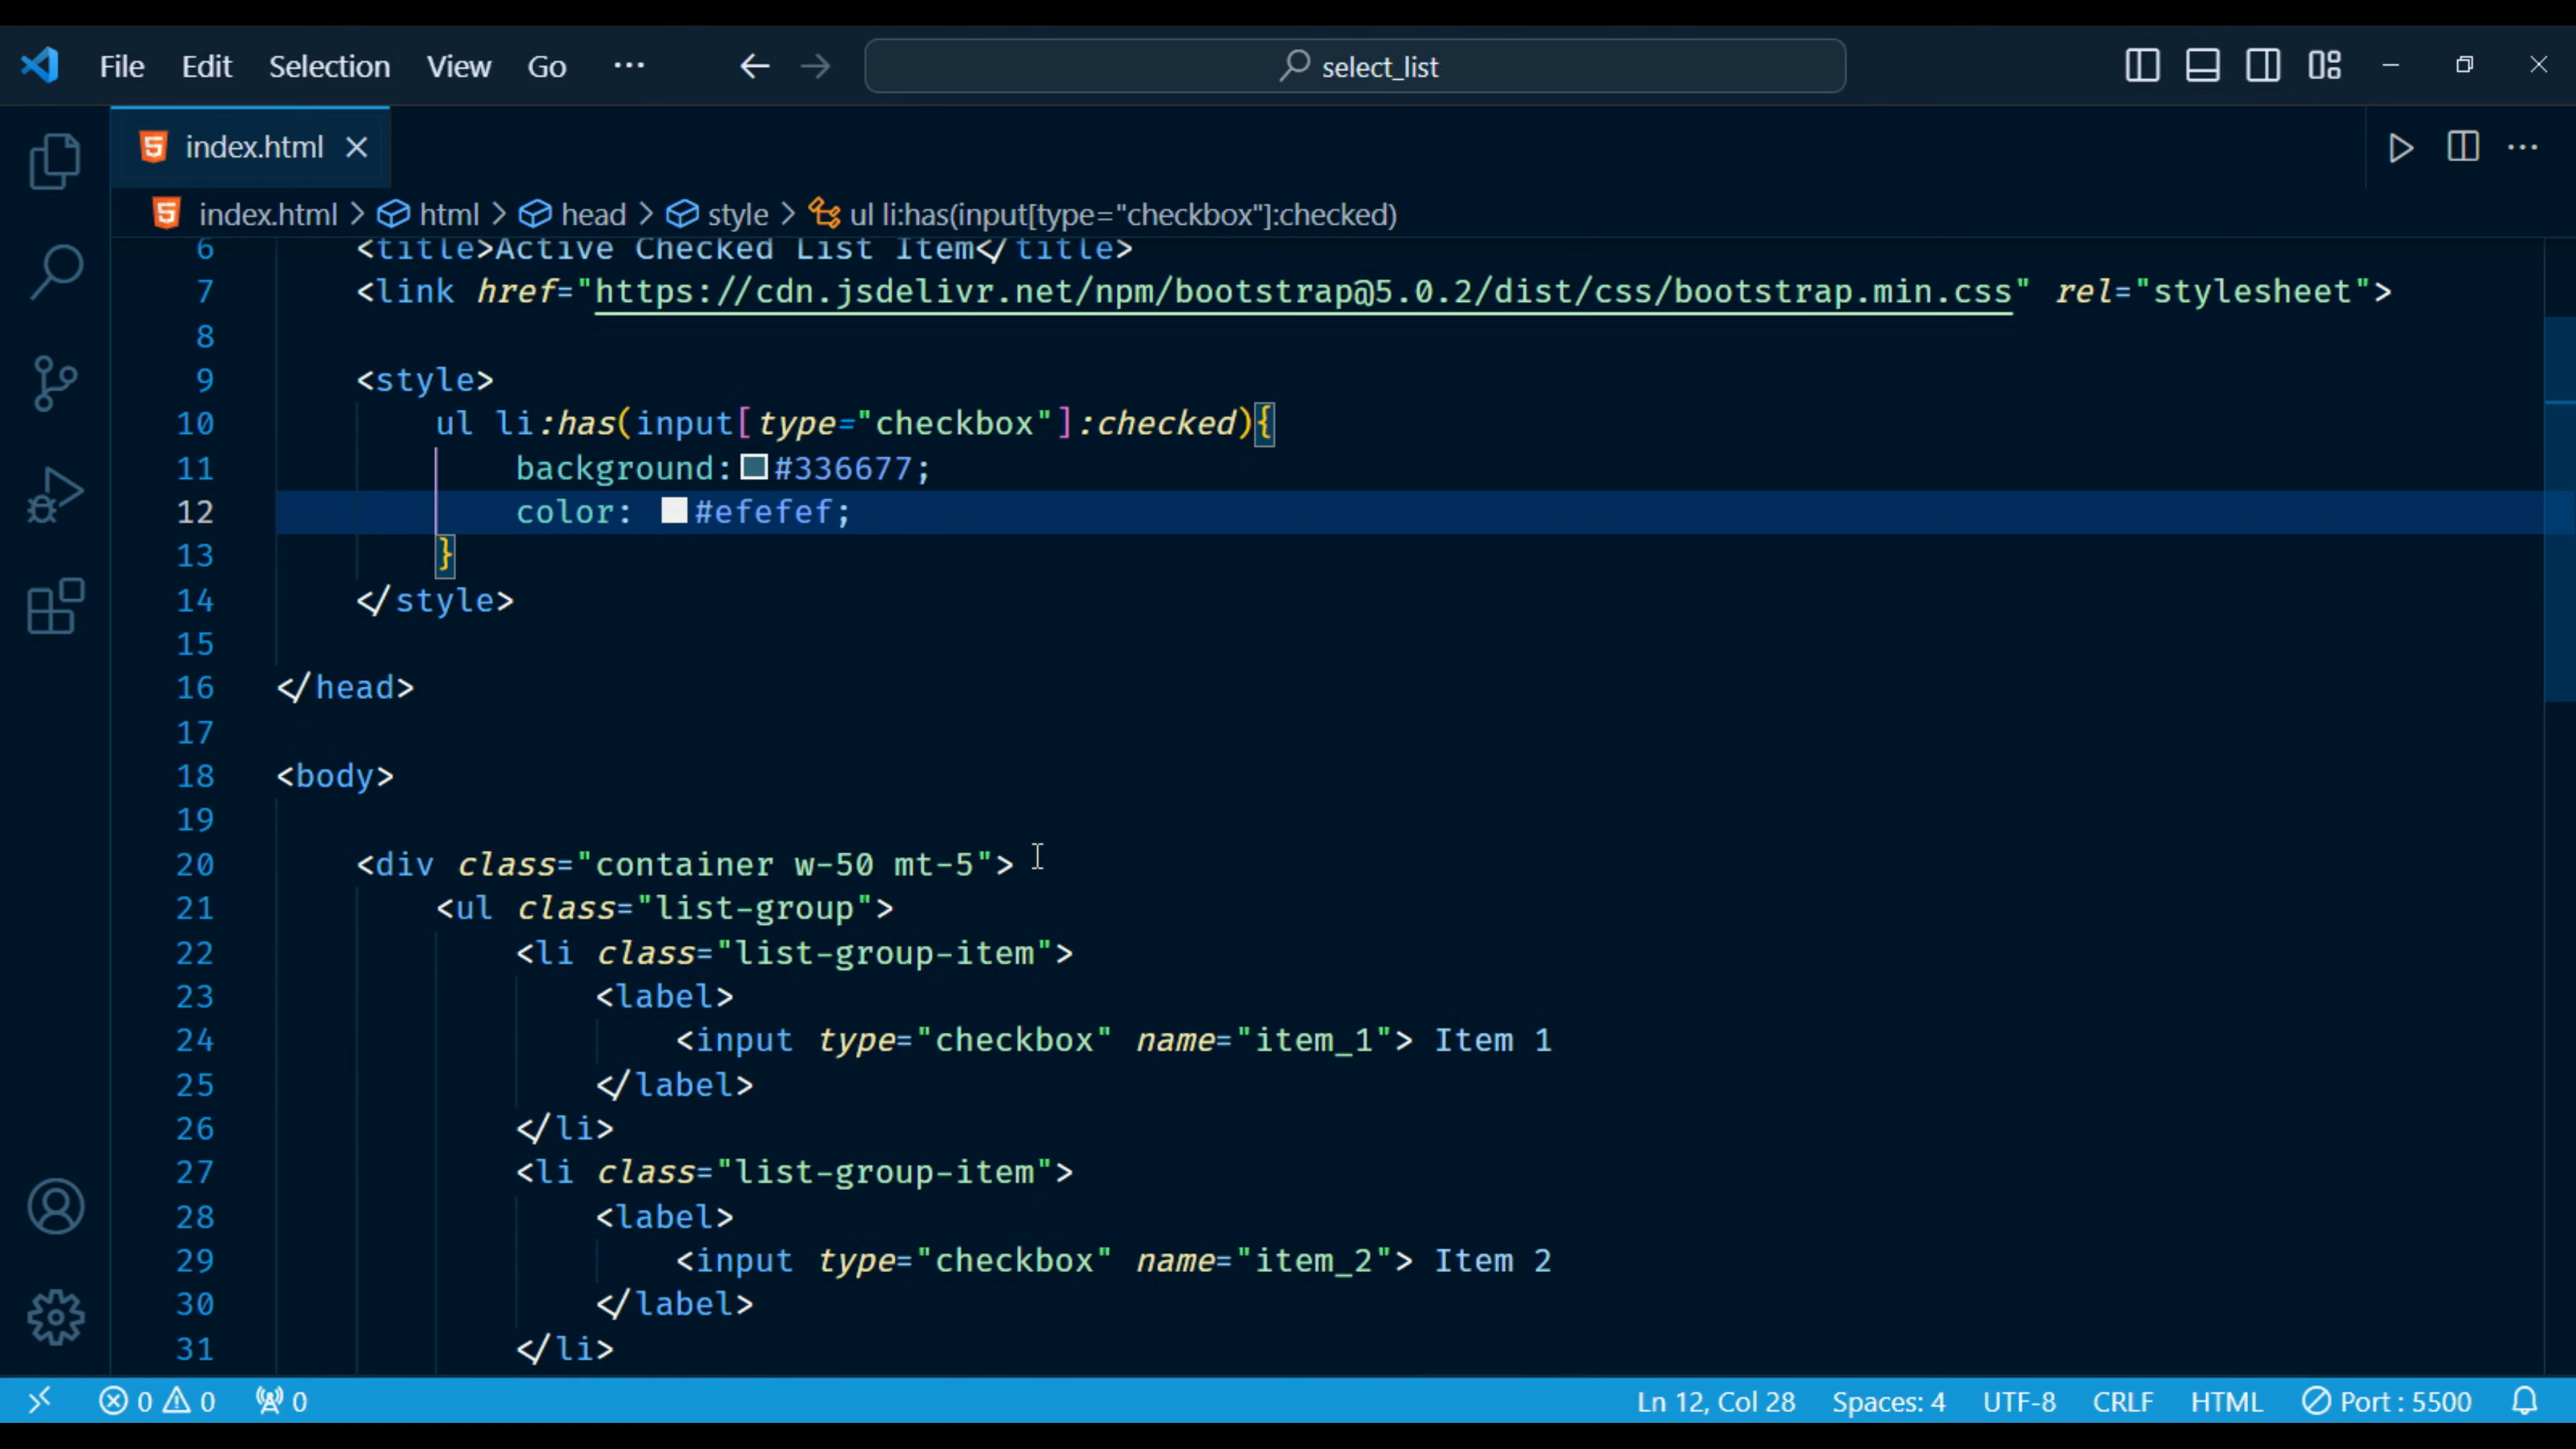 File Edit Selection View Go ··· select_list
index.html
index.html > html > head > style > ul li:has(input[type="checkbox"]:checked)
6 <title>Active Checked List Item</title>
7 <link href="https://cdn.jsdelivr.net/npm/bootstrap@5.0.2/dist/css/bootstrap.min.css" rel="stylesheet">
8
9 <style>
10 ul li:has(input[type="checkbox"]:checked){
11 background:#336677;
12 color: #efefef;
13 }
14 </style>
15
16 </head>
17
18 <body>
19
20 <div class="container w-50 mt-5">
21 <ul class="list-group">
22 <li class="list-group-item">
23 <label>
24 <input type="checkbox" name="item_1"> Item 1
25 </label>
26 </li>
27 <li class="list-group-item">
28 <label>
29 <input type="checkbox" name="item_2"> Item 2
30 </label>
31 </li>
0 0 0 Ln 12, Col 28 Spaces: 4 UTF-8 CRLF HTML Port : 5500